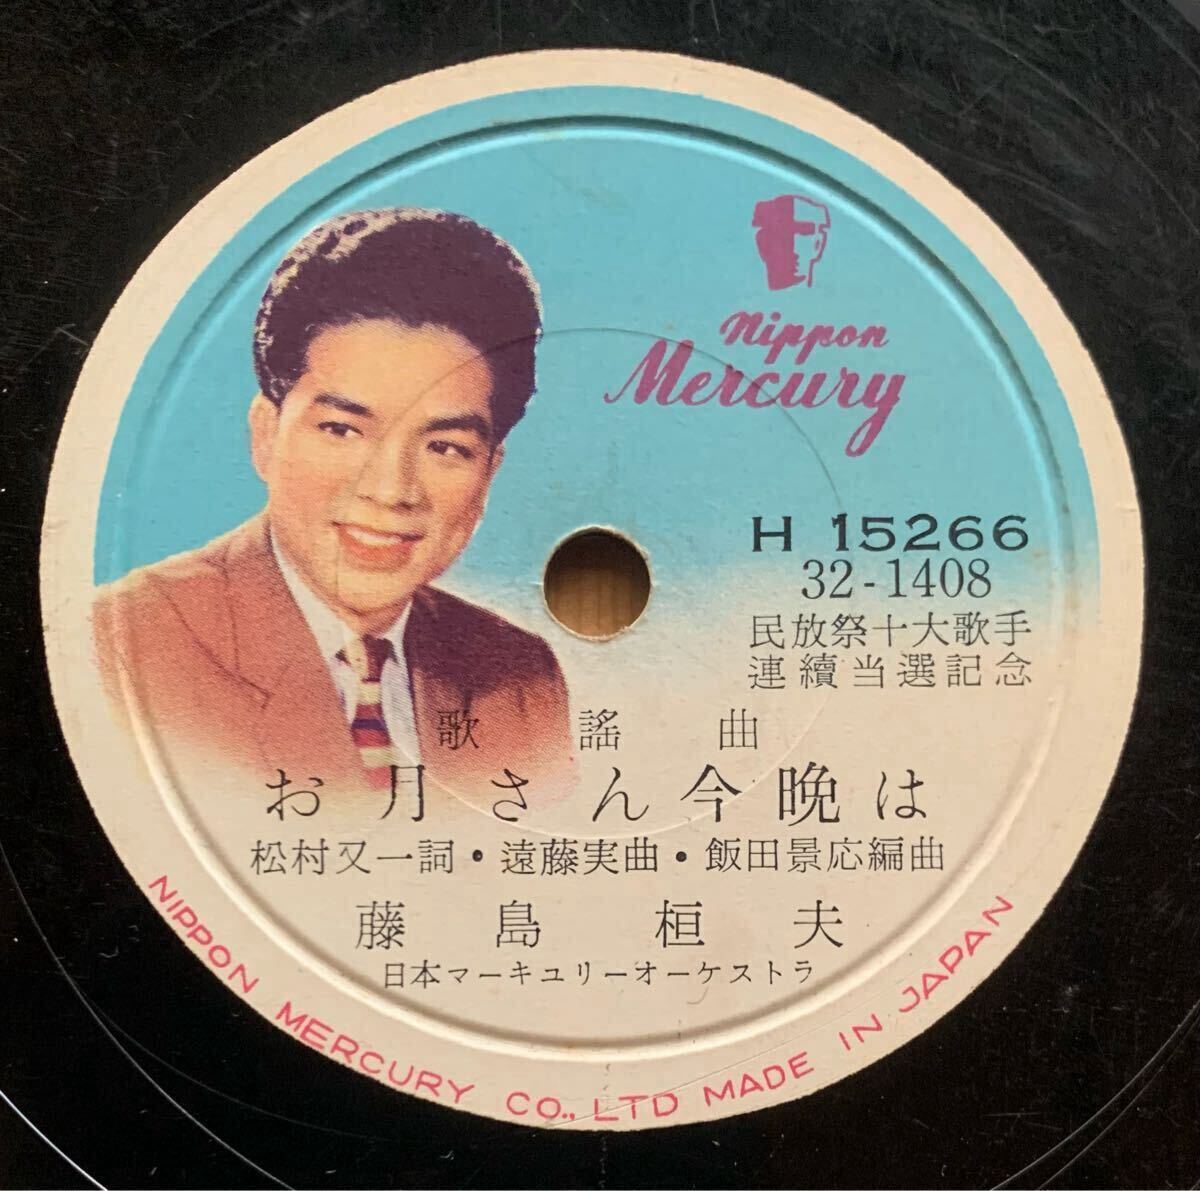 Nippon
Mercury
H 15266
32-1408
民放祭十大歌手
連續当選記念
歌謡曲
お月さん今晩は
松村又一詞・遠藤実曲・飯田景応編曲
藤島桓夫
日本マーキュリーオーケストラ
NIPPON MERCURY CO., LTD MADE IN JAPAN